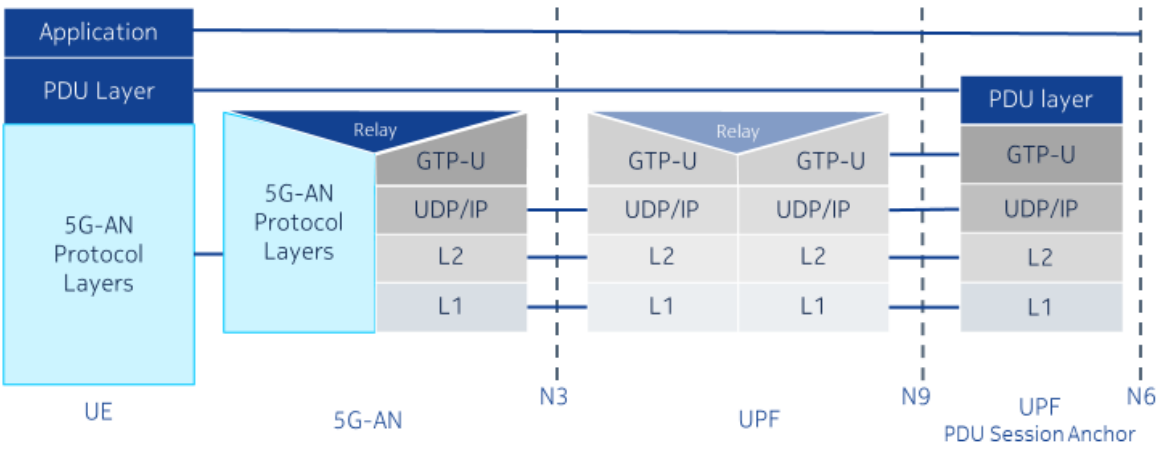 Application
PDU Layer
5G-AN
Protocol
Layers
UE
Relay
5G-AN
Protocol
Layers
GTP-U
UDP/IP
L2
L1
5G-AN
N3
Relay
GTP-U
GTP-U
UDP/IP
UDP/IP
L2
L2
L1
L1
UPF
N9
PDU layer
GTP-U
UDP/IP
L2
L1
UPF
PDU Session Anchor
N6